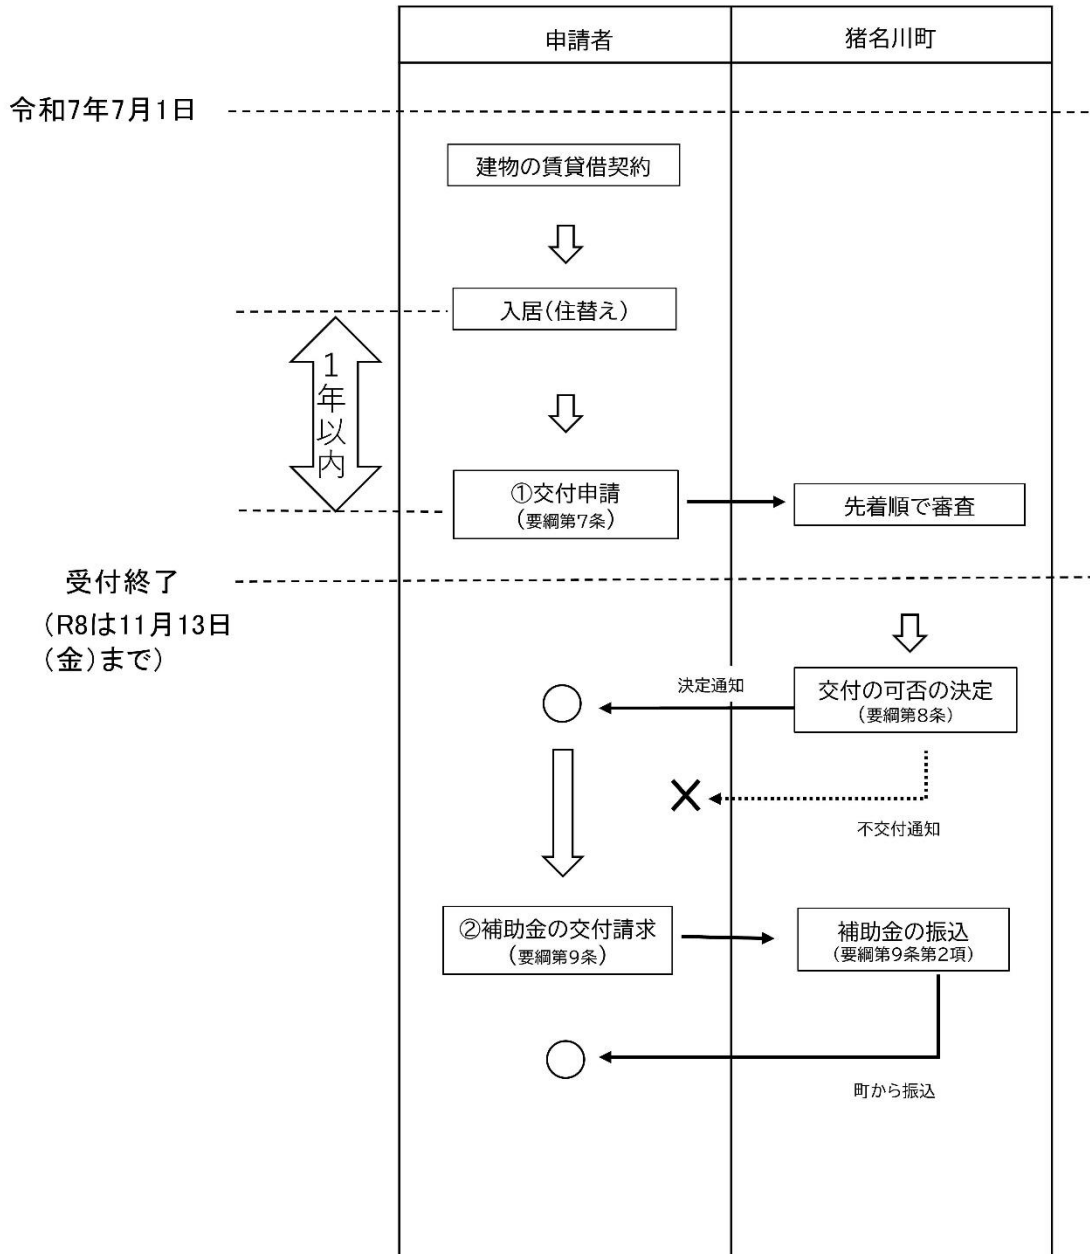 申請者
猪名川町
令和7年7月1日
建物の賃貸借契約
入居(住替え)
1年以内
①交付申請
(要綱第7条)
先着順で審査
受付終了
(R8は11月13日
(金)まで)
決定通知
交付の可否の決定
(要綱第8条)
不交付通知
②補助金の交付請求
(要綱第9条)
補助金の振込
(要綱第9条第2項)
町から振込